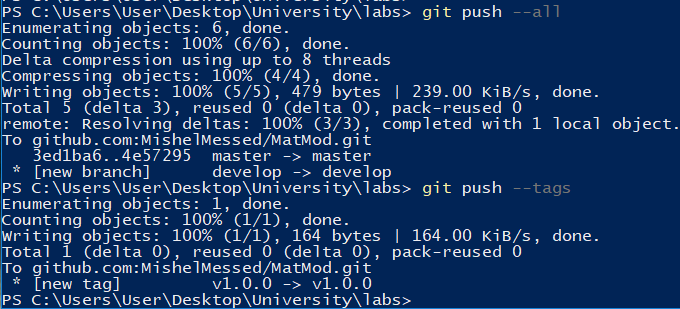 PS C:\Users\User\Desktop\University\labs> git push --all
Enumerating objects: 6, done.
Counting objects: 100% (6/6), done.
Delta compression using up to 8 threads
Compressing objects: 100% (4/4), done.
Writing objects: 100% (5/5), 479 bytes | 239.00 KiB/s, done.
Total 5 (delta 3), reused 0 (delta 0), pack-reused 0
remote: Resolving deltas: 100% (3/3), completed with 1 local object.
To github.com:MishelMessed/MatMod.git
   3ed1ba6..4e57295  master -> master
 * [new branch]      develop -> develop
PS C:\Users\User\Desktop\University\labs> git push --tags
Enumerating objects: 1, done.
Counting objects: 100% (1/1), done.
Writing objects: 100% (1/1), 164 bytes | 164.00 KiB/s, done.
Total 1 (delta 0), reused 0 (delta 0), pack-reused 0
To github.com:MishelMessed/MatMod.git
 * [new tag]         v1.0.0 -> v1.0.0
PS C:\Users\User\Desktop\University\labs>